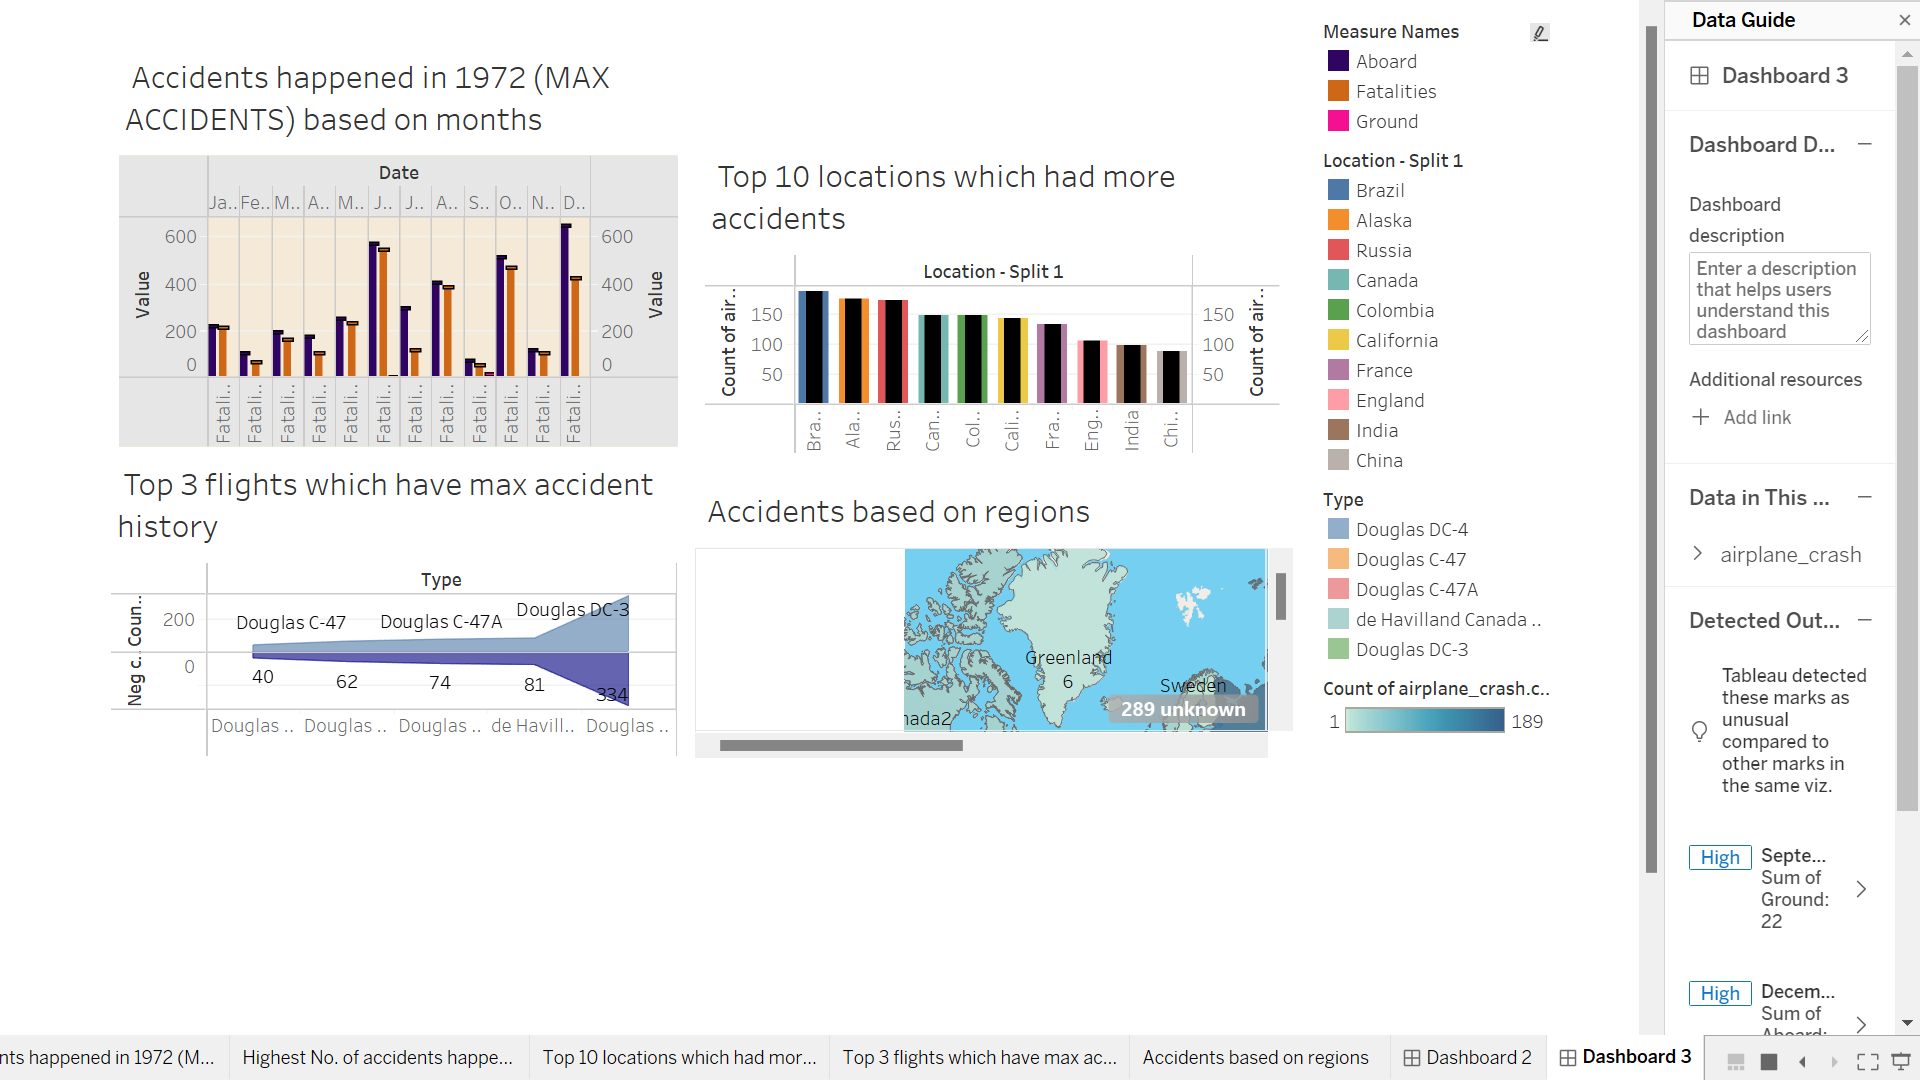 Accidents happened in 1972 (MAX
ACCIDENTS) based on months
Date
Ja.. Fe.. M.. A.. M.. J.. J.. A.. S.. O.. N.. D..
Value
600
400
200
0
600
400
200
0
Value
Fatali.. Fatali.. Fatali.. Fatali.. Fatali.. Fatali.. Fatali.. Fatali.. Fatali.. Fatali.. Fatali.. Fatali..
Top 10 locations which had more
accidents
Location - Split 1
Count of air..
150
100
50
150
100
50
Count of air..
Bra.. Ala.. Rus.. Can.. Col.. Cali.. Fra.. Eng.. India Chi..
Top 3 flights which have max accident
history
Type
Neg c.. Coun..
200
0
Douglas C-47
Douglas C-47A
Douglas DC-3
40
62
74
81
334
Douglas .. Douglas .. Douglas .. de Havill.. Douglas ..
Accidents based on regions
Greenland
6
Sweden
nada2
289 unknown
Measure Names
Aboard
Fatalities
Ground
Location - Split 1
Brazil
Alaska
Russia
Canada
Colombia
California
France
England
India
China
Type
Douglas DC-4
Douglas C-47
Douglas C-47A
de Havilland Canada ..
Douglas DC-3
Count of airplane_crash.c..
1 189
Data Guide
Dashboard 3
Dashboard D...
Dashboard
description
Enter a description
that helps users
understand this
dashboard
Additional resources
Add link
Data in This ...
airplane_crash
Detected Out...
Tableau detected
these marks as
unusual
compared to
other marks in
the same viz.
High
Septe...
Sum of
Ground:
22
High
Decem...
Sum of
Aboard:
nts happened in 1972 (M... Highest No. of accidents happe... Top 10 locations which had mor... Top 3 flights which have max ac... Accidents based on regions Dashboard 2 Dashboard 3